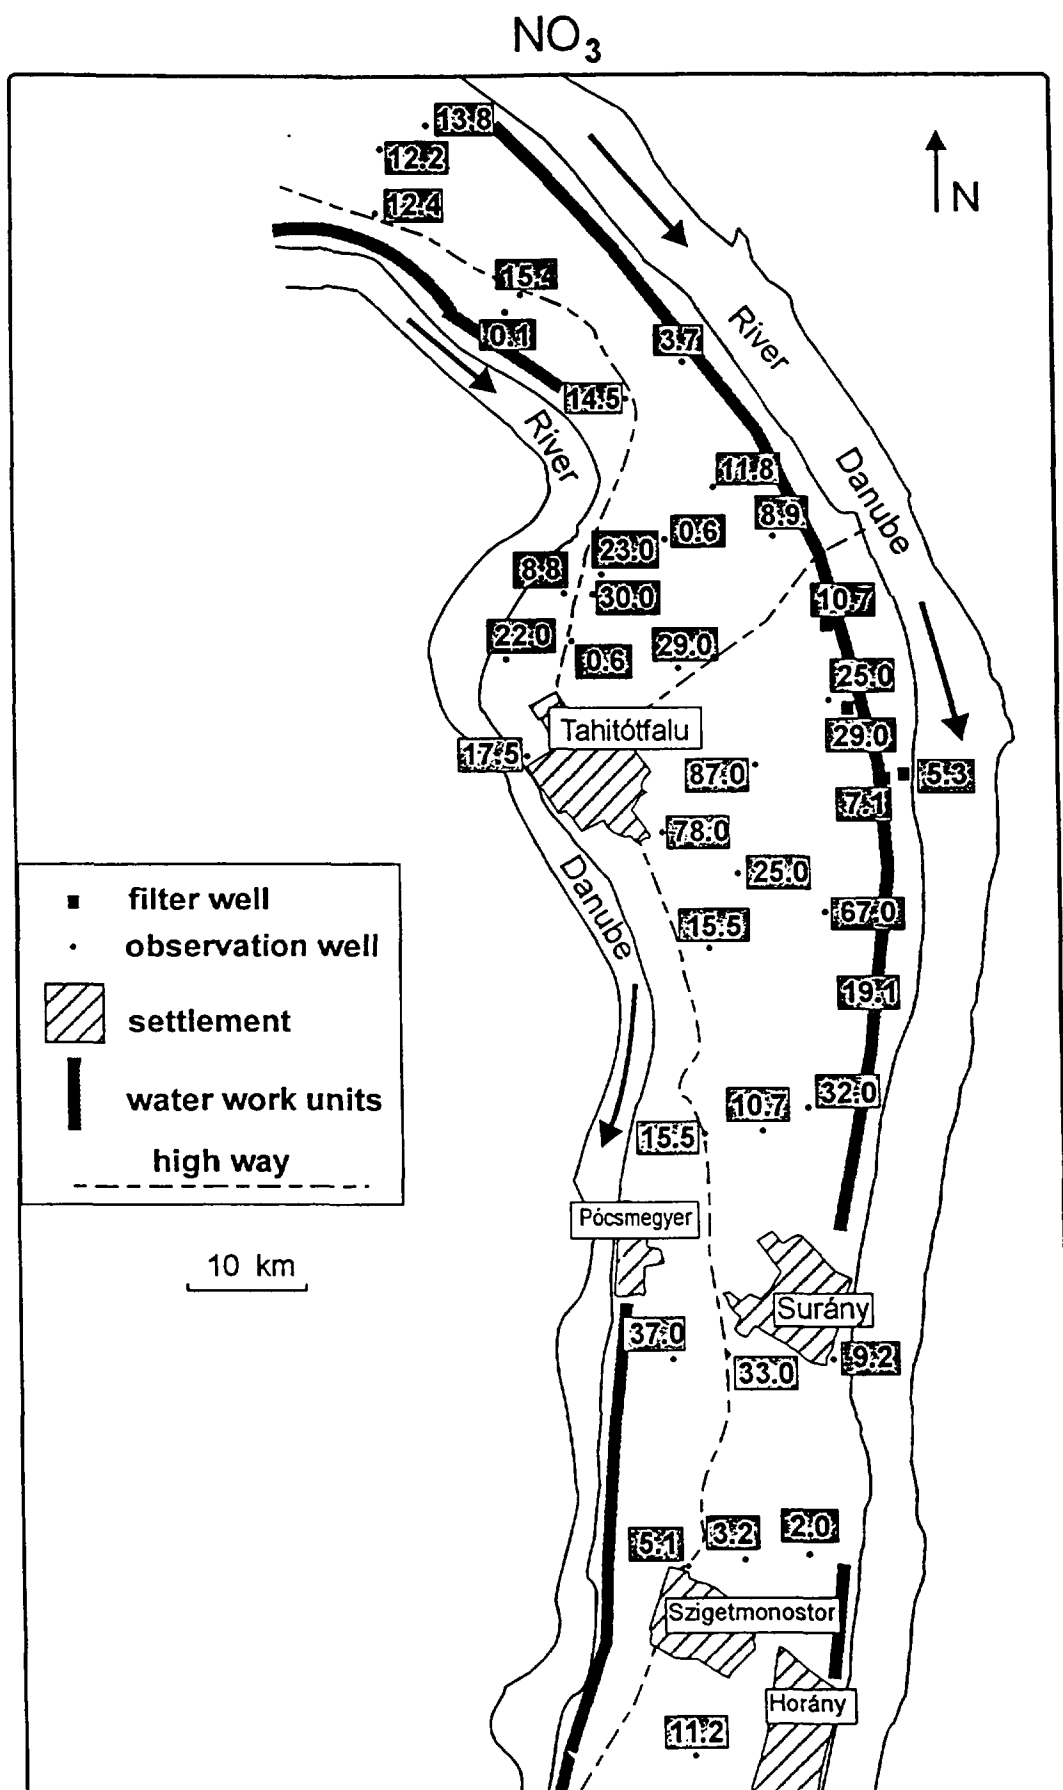 NO3
13.8
12.2
12.4
N
15.4
0.1
3.7
River
14.5
River
11.8
Danube
8.9
0.6
23.0
8.8
30.0
10.7
22.0
0.6
29.0
25.0
Tahitótfalu
29.0
17.5
87.0
5.3
7.1
78.0
25.0
Danube
67.0
15.5
19.1
filter well
observation well
settlement
water work units
high way
10 km
32.0
10.7
15.5
Pócsmegyer
Surány
37.0
33.0
9.2
5.1
3.2
2.0
Szigetmonostor
Horány
11.2